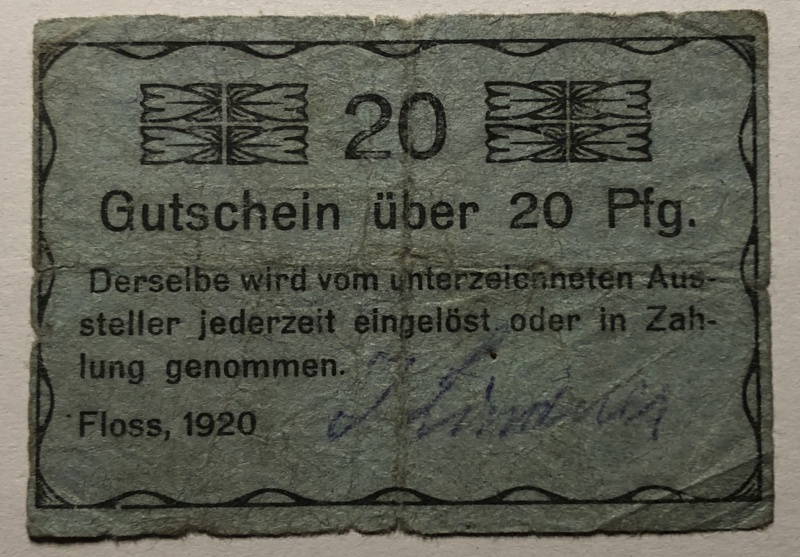 20
Gutschein über 20 Pfg.
Derselbe wird vom unterzeichneten Aus-
steller jederzeit eingelöst oder in Zah-
lung genommen.
Floss, 1920